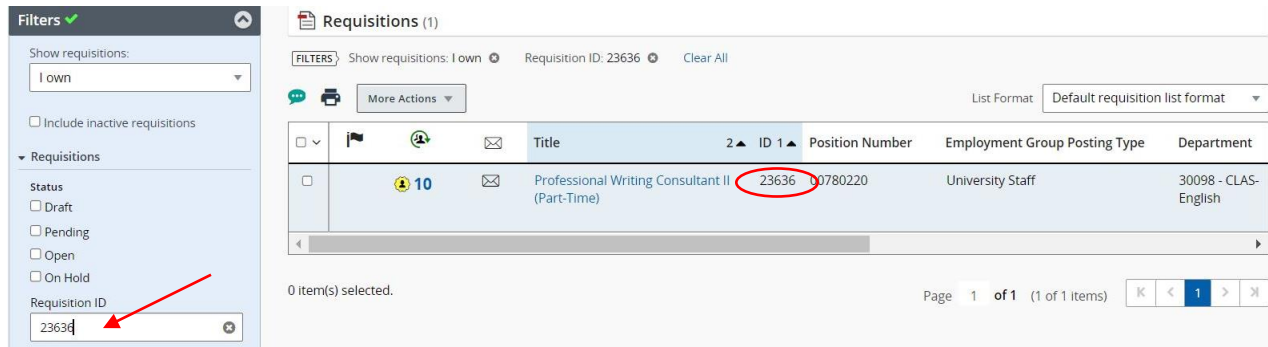 Filters
Show requisitions:
I own
Include inactive requisitions
Requisitions
Status
Draft
Pending
Open
On Hold
Requisition ID
23636
Requisitions (1)
FILTERS Show requisitions: I own Requisition ID: 23636 Clear All
More Actions List Format Default requisition list format
Title 2 ID 1 Position Number Employment Group Posting Type Department
10 Professional Writing Consultant II 23636 00780220 University Staff 30098 - CLAS-
(Part-Time) English
0 item(s) selected. Page 1 of 1 (1 of 1 items) K < 1 > >|